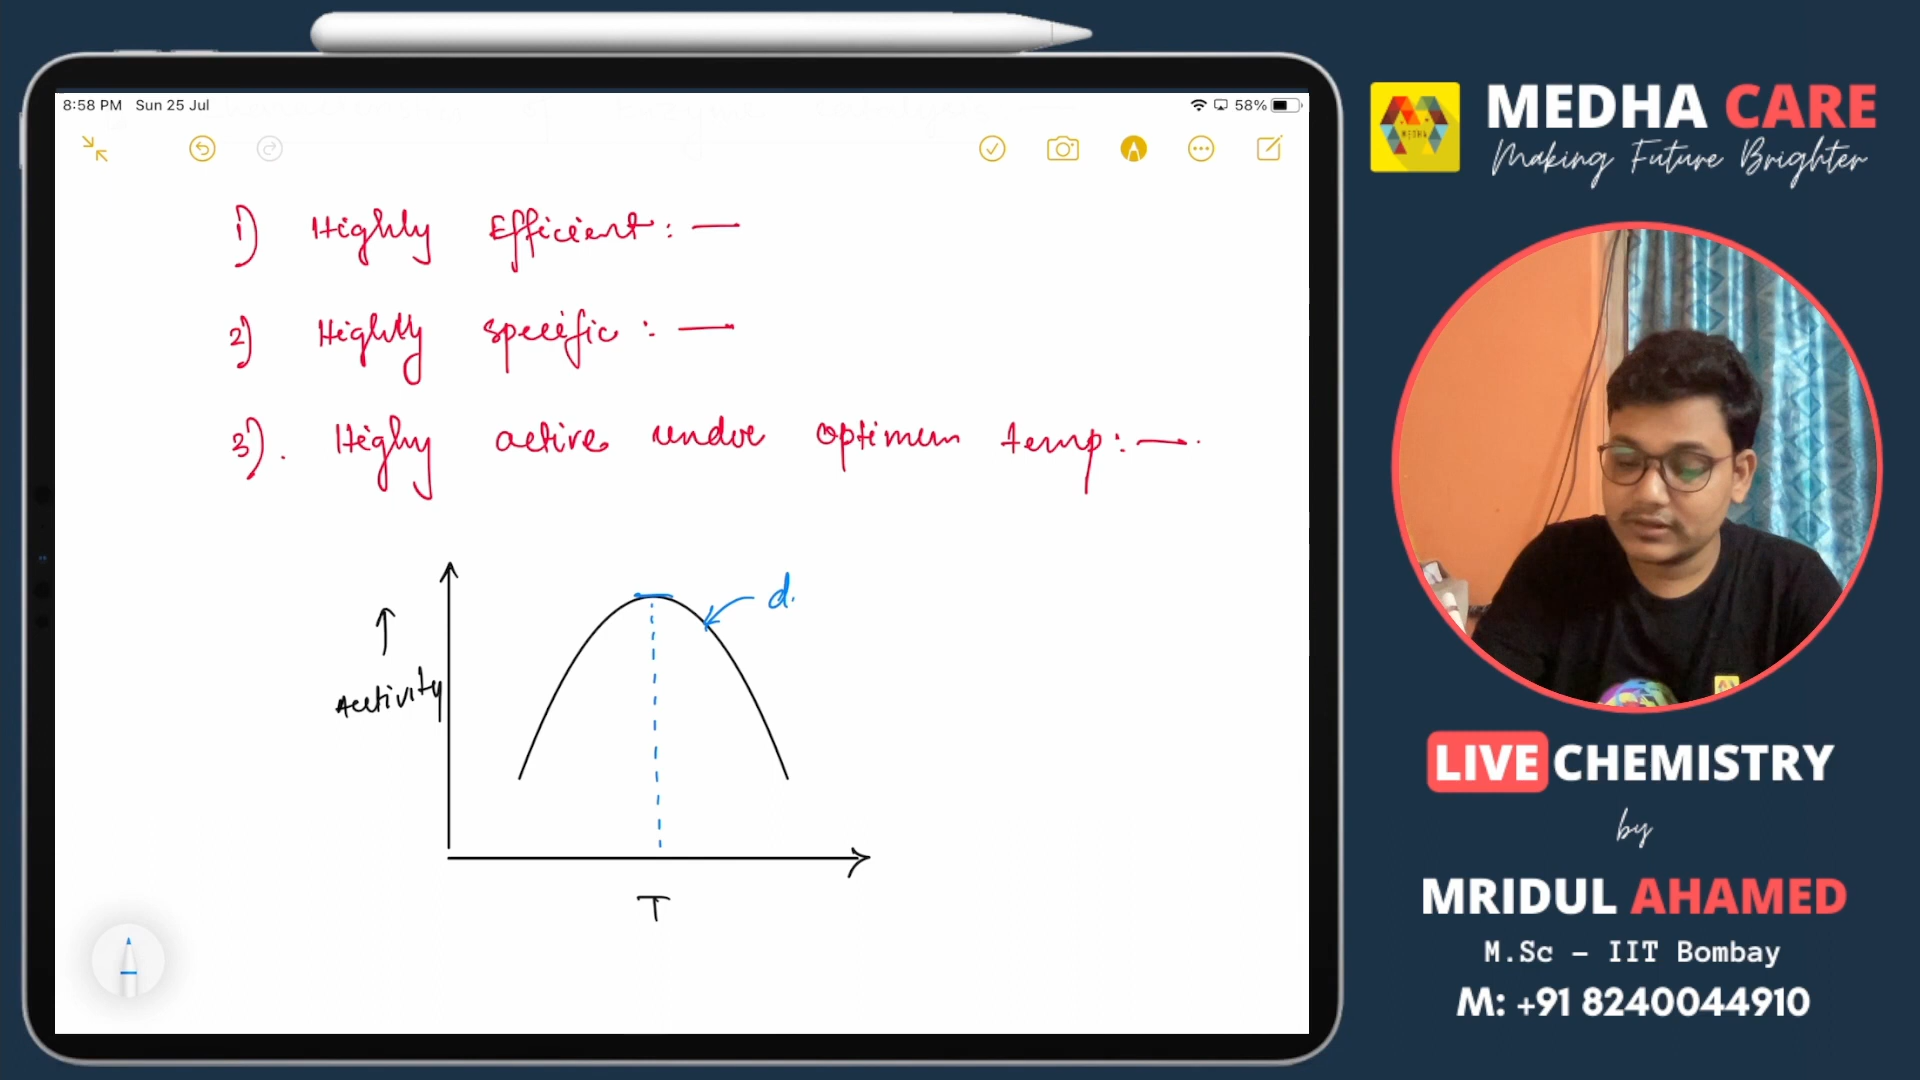 8:58 PM Sun 25 Jul
58%
1) Highly Efficient : —
2) Highly specific : —
3). Highly active under optimum temp : —.
↑
Activity
d.
T
MEDHA CARE
Making Future Brighter
LIVE CHEMISTRY
by
MRIDUL AHAMED
M.Sc – IIT Bombay
M: +91 8240044910